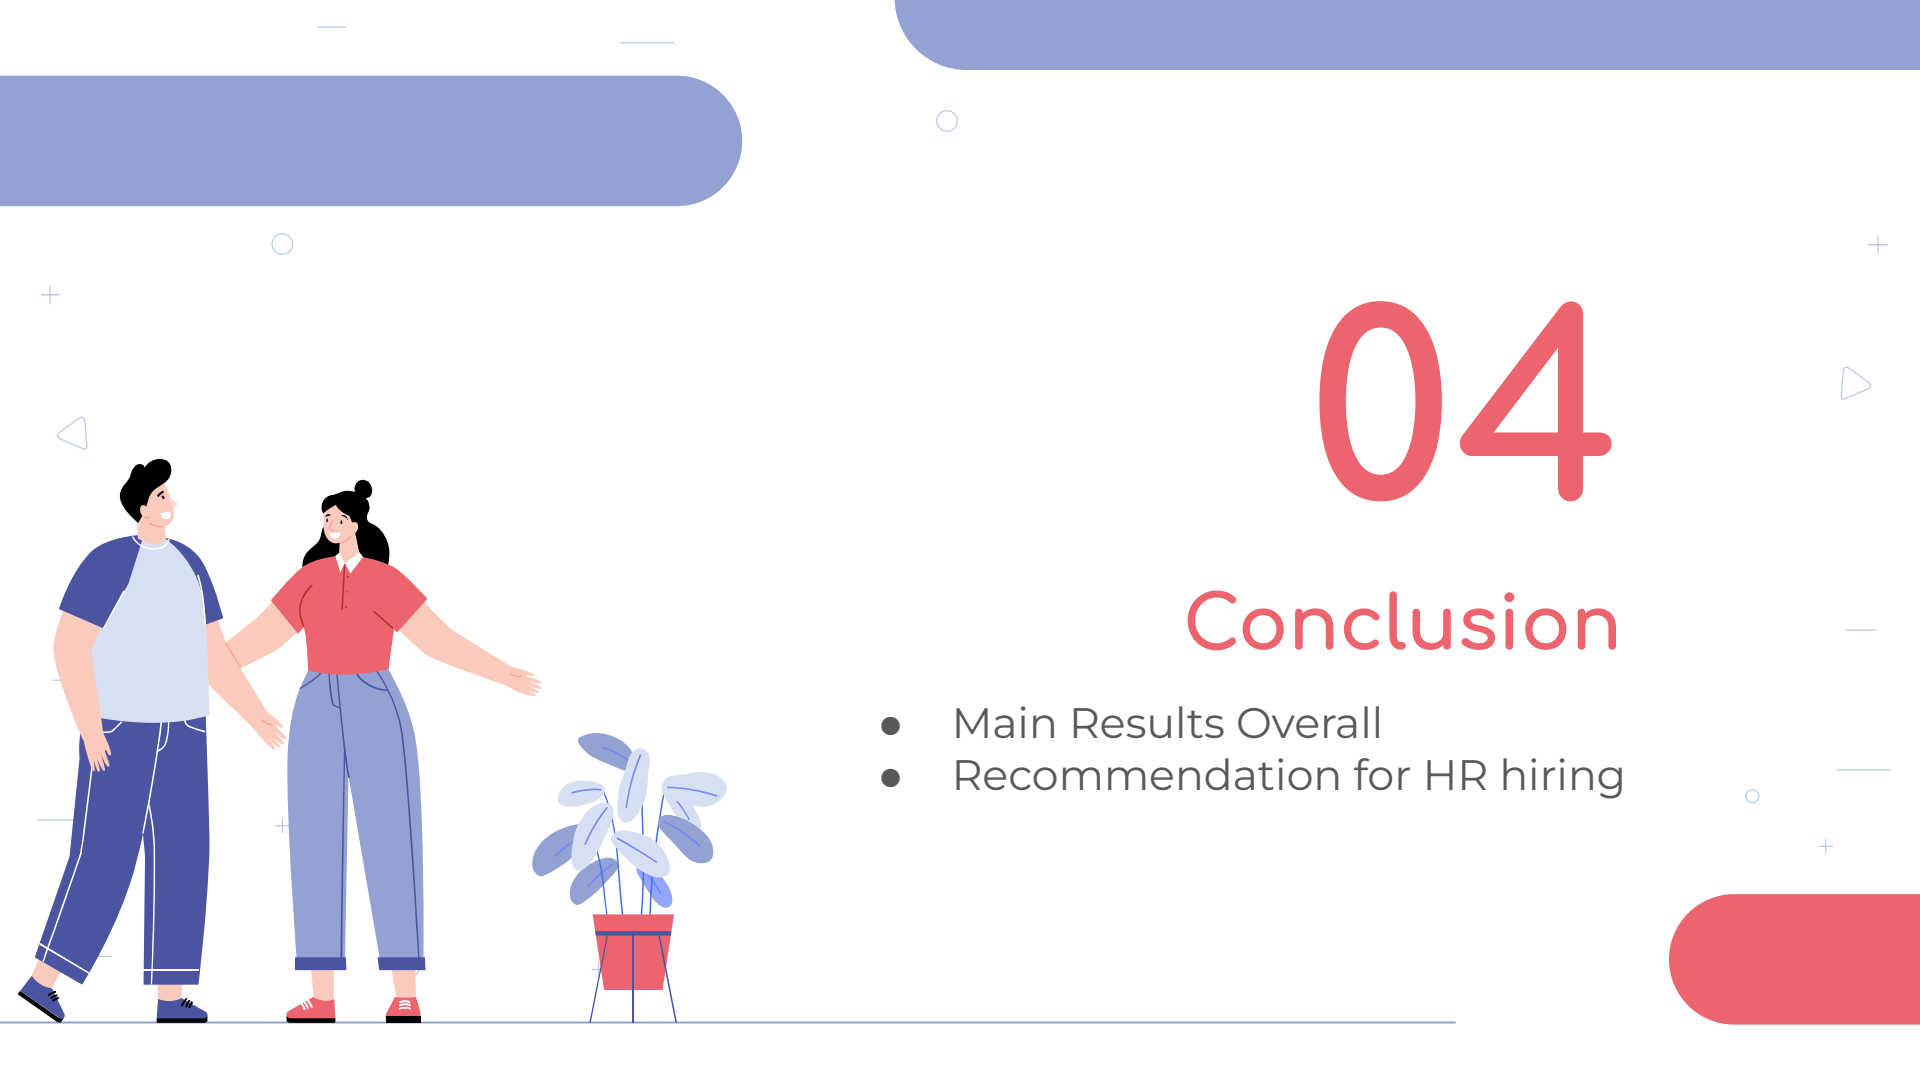 04
Conclusion
● Main Results Overall
● Recommendation for HR hiring